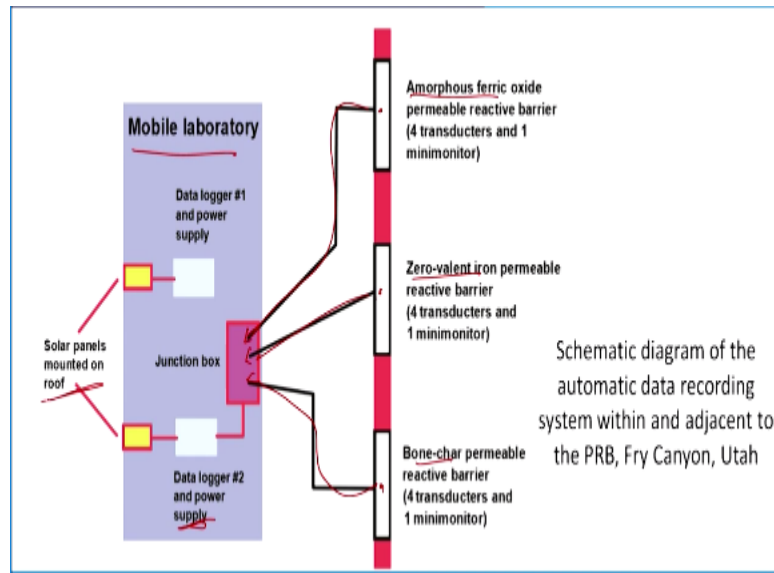 Mobile laboratory
Data logger #1
and power
supply
Solar panels
mounted on
roof
Junction box
Data logger #2
and power
supply
Amorphous ferric oxide
permeable reactive barrier
(4 transducters and 1
minimonitor)
Zero-valent iron permeable
reactive barrier
(4 transducters and
1 minimonitor)
Bone-char permeable
reactive barrier
(4 transducters and
1 minimonitor)
Schematic diagram of the
automatic data recording
system within and adjacent to
the PRB, Fry Canyon, Utah